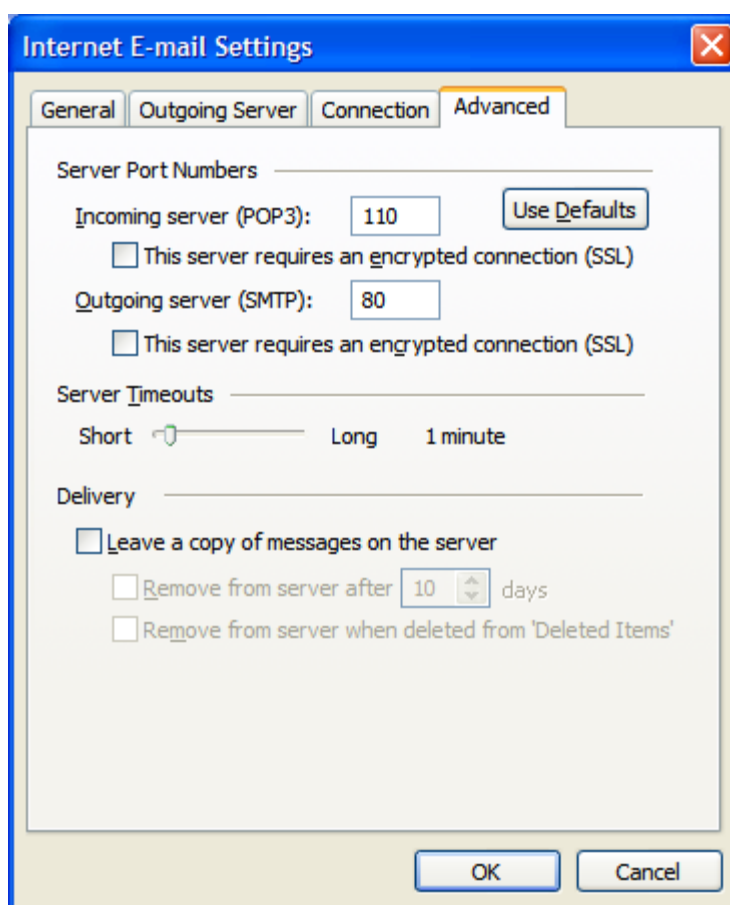 Internet E-mail Settings
General Outgoing Server Connection Advanced
Server Port Numbers
Incoming server (POP3): 110 Use Defaults
This server requires an encrypted connection (SSL)
Outgoing server (SMTP): 80
This server requires an encrypted connection (SSL)
Server Timeouts
Short Long 1 minute
Delivery
Leave a copy of messages on the server
Remove from server after 10 days
Remove from server when deleted from 'Deleted Items'
OK Cancel